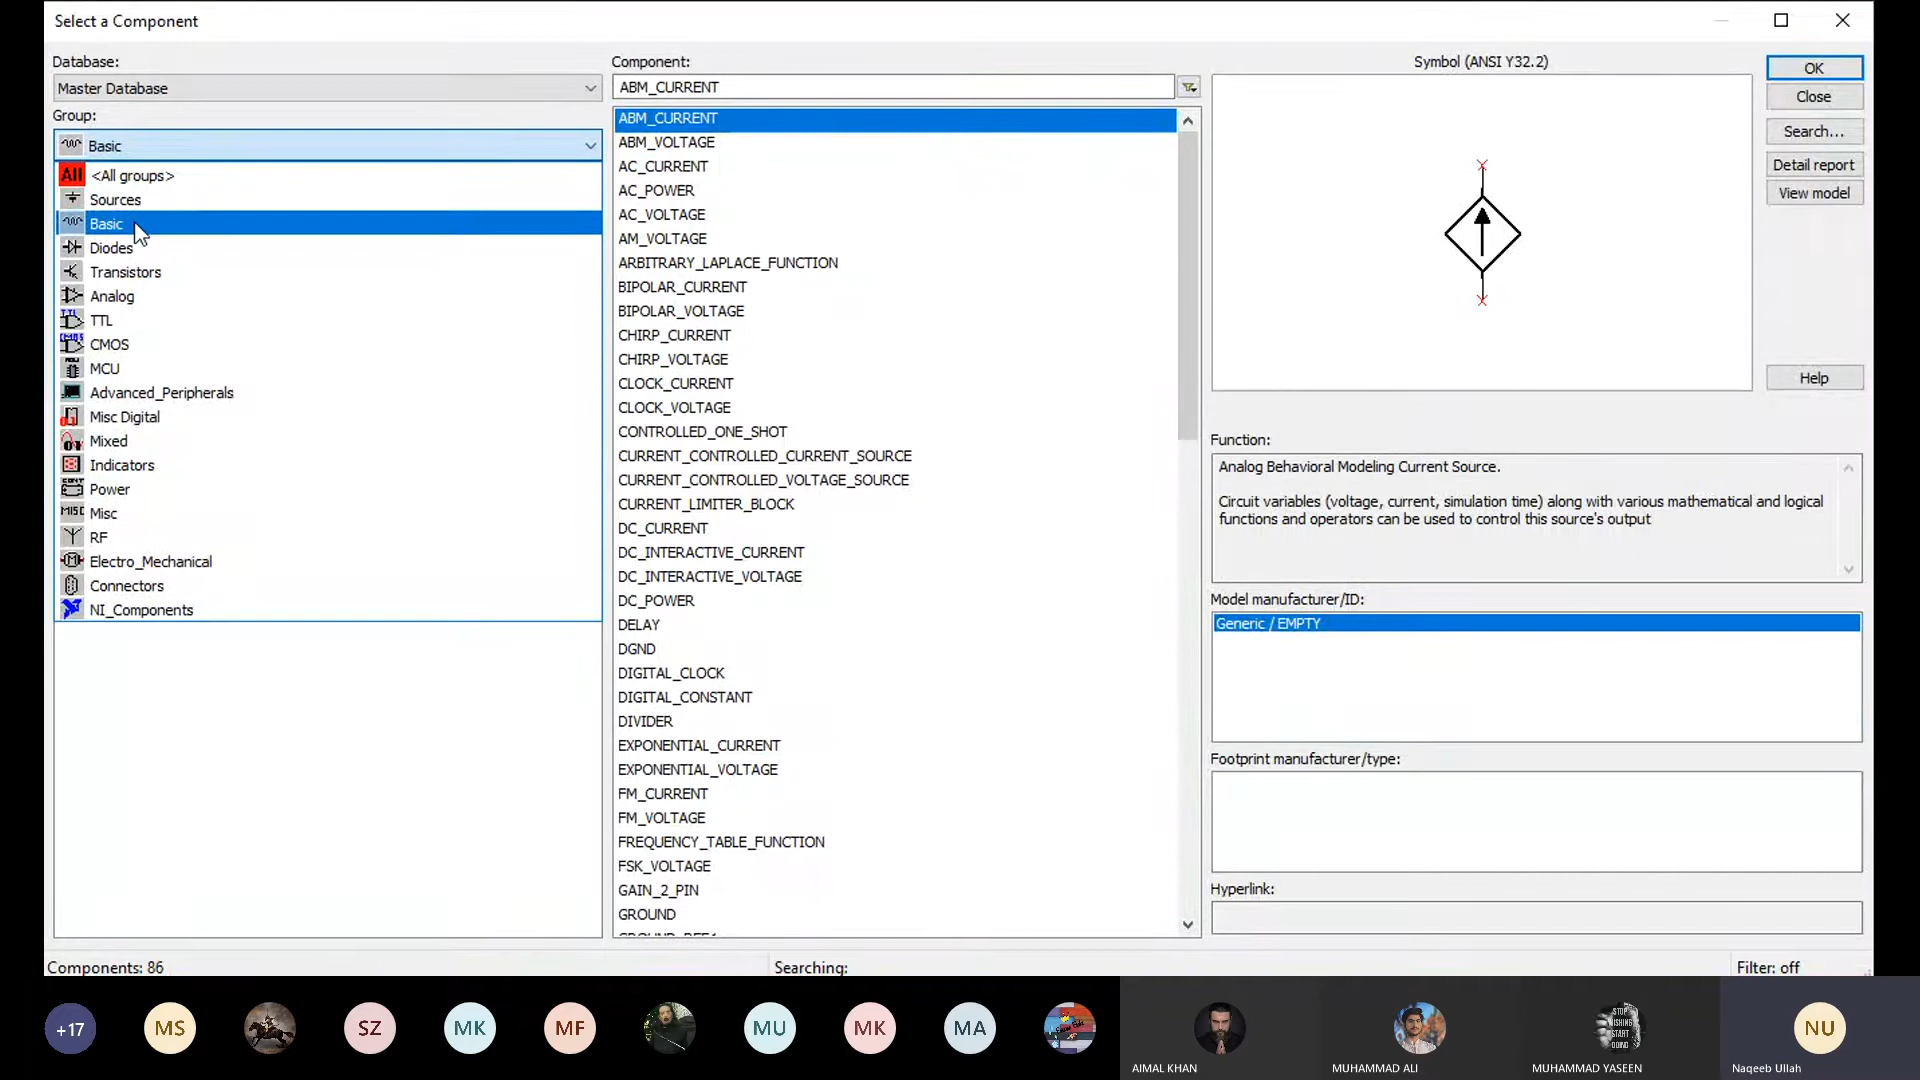 Select a Component
Database:
Master Database
Group:
Basic
All <All groups>
Sources
Basic
Diodes
Transistors
Analog
TTL
CMOS
MCU
Advanced_Peripherals
Misc Digital
Mixed
Indicators
Power
MISC Misc
RF
Electro_Mechanical
Connectors
NI_Components
Component:
ABM_CURRENT
ABM_CURRENT
ABM_VOLTAGE
AC_CURRENT
AC_POWER
AC_VOLTAGE
AM_VOLTAGE
ARBITRARY_LAPLACE_FUNCTION
BIPOLAR_CURRENT
BIPOLAR_VOLTAGE
CHIRP_CURRENT
CHIRP_VOLTAGE
CLOCK_CURRENT
CLOCK_VOLTAGE
CONTROLLED_ONE_SHOT
CURRENT_CONTROLLED_CURRENT_SOURCE
CURRENT_CONTROLLED_VOLTAGE_SOURCE
CURRENT_LIMITER_BLOCK
DC_CURRENT
DC_INTERACTIVE_CURRENT
DC_INTERACTIVE_VOLTAGE
DC_POWER
DELAY
DGND
DIGITAL_CLOCK
DIGITAL_CONSTANT
DIVIDER
EXPONENTIAL_CURRENT
EXPONENTIAL_VOLTAGE
FM_CURRENT
FM_VOLTAGE
FREQUENCY_TABLE_FUNCTION
FSK_VOLTAGE
GAIN_2_PIN
GROUND
Symbol (ANSI Y32.2)
OK
Close
Search...
Detail report
View model
Help
Function:
Analog Behavioral Modeling Current Source.
Circuit variables (voltage, current, simulation time) along with various mathematical and logical
functions and operators can be used to control this source's output
Model manufacturer/ID:
Generic / EMPTY
Footprint manufacturer/type:
Hyperlink:
Components: 86
Searching:
Filter: off
+17
MS
SZ
MK
MF
MU
MK
MA
AIMAL KHAN
MUHAMMAD ALI
STOP
WISHING
START
DOING
MUHAMMAD YASEEN
NU
Naqeeb Ullah